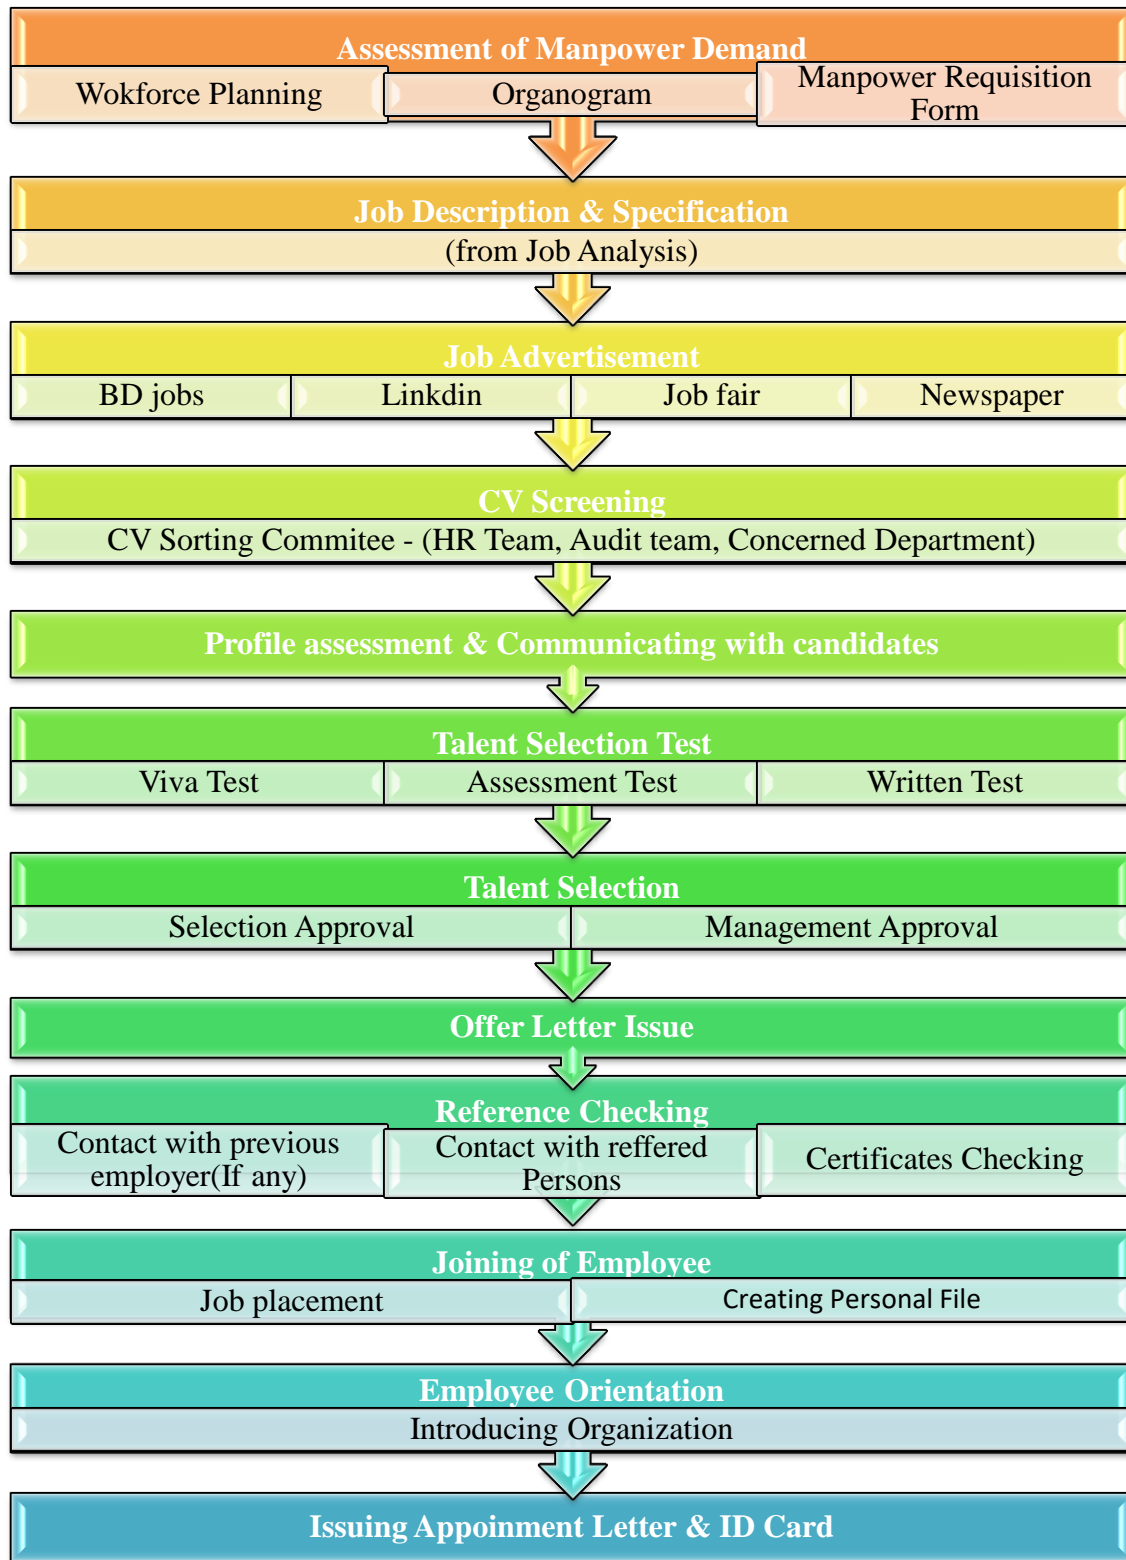 Assessment of Manpower Demand
Wokforce Planning
Organogram
Manpower Requisition
Form
Job Description & Specification
(from Job Analysis)
Job Advertisement
BD jobs
Linkdin
Job fair
Newspaper
CV Screening
CV Sorting Commitee - (HR Team, Audit team, Concerned Department)
Profile assessment & Communicating with candidates
Talent Selection Test
Viva Test
Assessment Test
Written Test
Talent Selection
Selection Approval
Management Approval
Offer Letter Issue
Reference Checking
Contact with previous
employer(If any)
Contact with reffered
Persons
Certificates Checking
Joining of Employee
Job placement
Creating Personal File
Employee Orientation
Introducing Organization
Issuing Appoinment Letter & ID Card